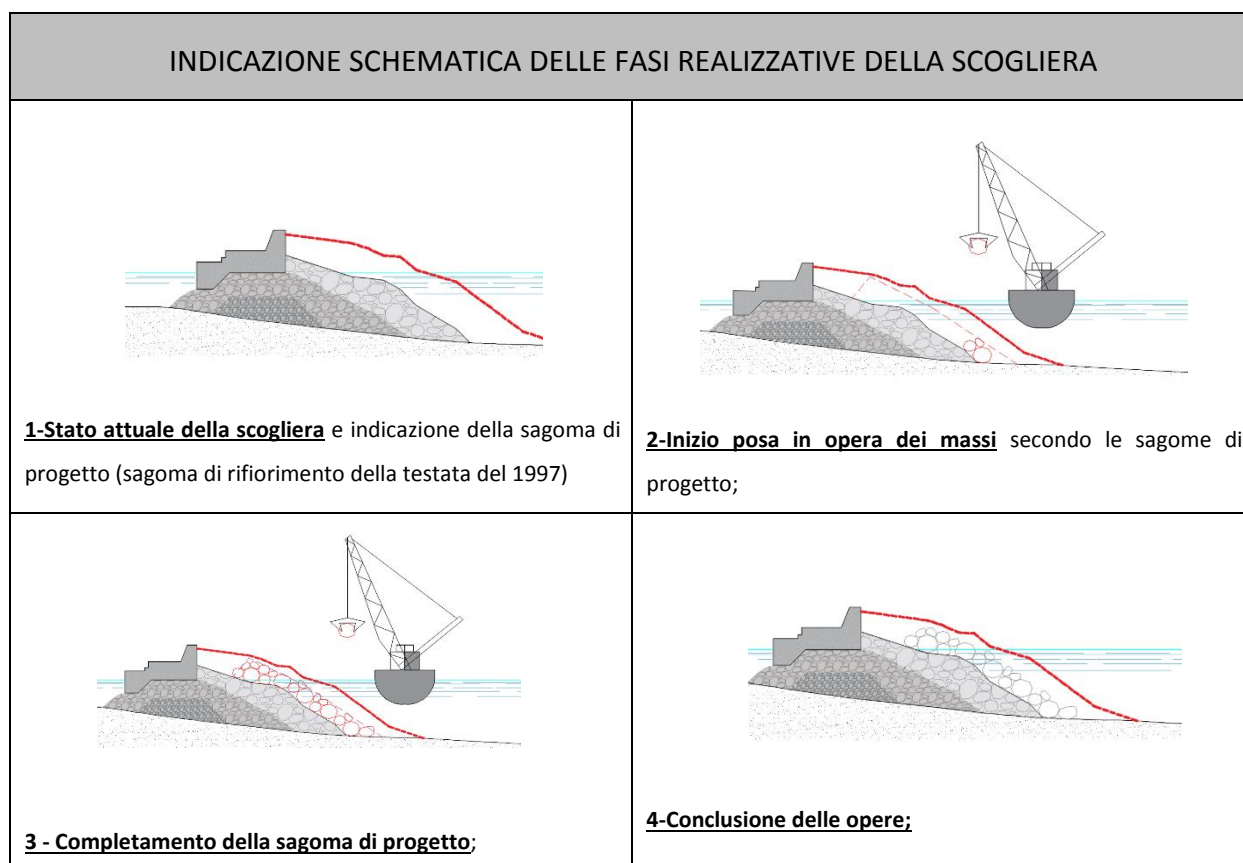 INDICAZIONE SCHEMATICA DELLE FASI REALIZZATIVE DELLA SCOGLIERA
1-Stato attuale della scogliera e indicazione della sagoma di
progetto (sagoma di rifiorimento della testata del 1997)
2-Inizio posa in opera dei massi secondo le sagome di
progetto;
3 - Completamento della sagoma di progetto;
4-Conclusione delle opere;